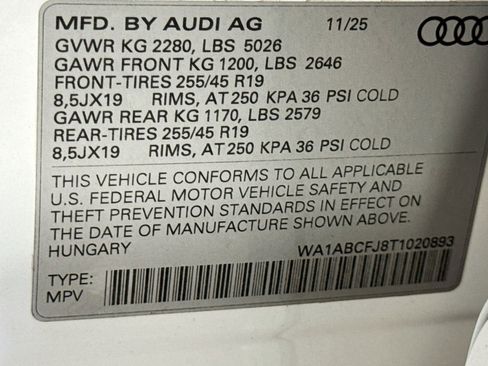 MFD. BY AUDI AG 11/25
GVWR KG 2280, LBS 5026
GAWR FRONT KG 1200, LBS 2646
FRONT-TIRES 255/45 R19
8,5JX19 RIMS, AT 250 KPA 36 PSI COLD
GAWR REAR KG 1170, LBS 2579
REAR-TIRES 255/45 R19
8,5JX19 RIMS, AT 250 KPA 36 PSI COLD
THIS VEHICLE CONFORMS TO ALL APPLICABLE
U.S. FEDERAL MOTOR VEHICLE SAFETY AND
THEFT PREVENTION STANDARDS IN EFFECT ON
THE DATE OF MANUFACTURE SHOWN ABOVE.
HUNGARY WA1ABCFJ8T1020893
TYPE:
MPV